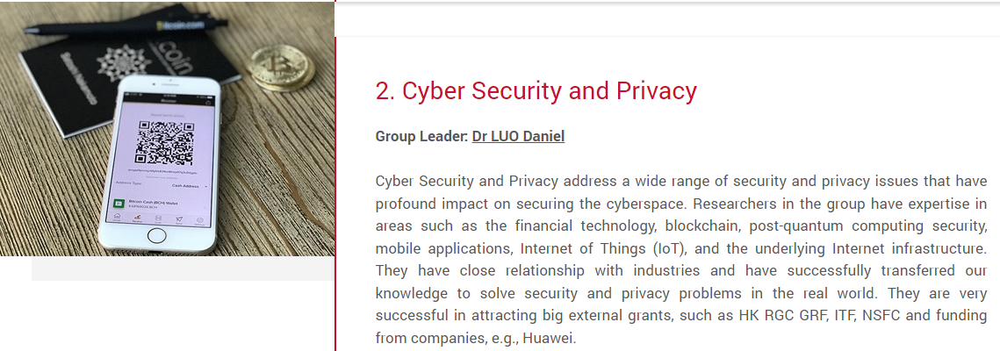 coin
2. Cyber Security and Privacy
Group Leader: Dr LUO Daniel
Cyber Security and Privacy address a wide range of security and privacy issues that have
profound impact on securing the cyberspace. Researchers in the group have expertise in
areas such as the financial technology, blockchain, post-quantum computing security,
mobile applications, Internet of Things (IoT), and the underlying Internet infrastructure.
They have close relationship with industries and have successfully transferred our
knowledge to solve security and privacy problems in the real world. They are very
successful in attracting big external grants, such as HK RGC GRF, ITF, NSFC and funding
from companies, e.g., Huawei.
Address Type:
Cash Address
Bitcoin Cash (BCH) Wallet